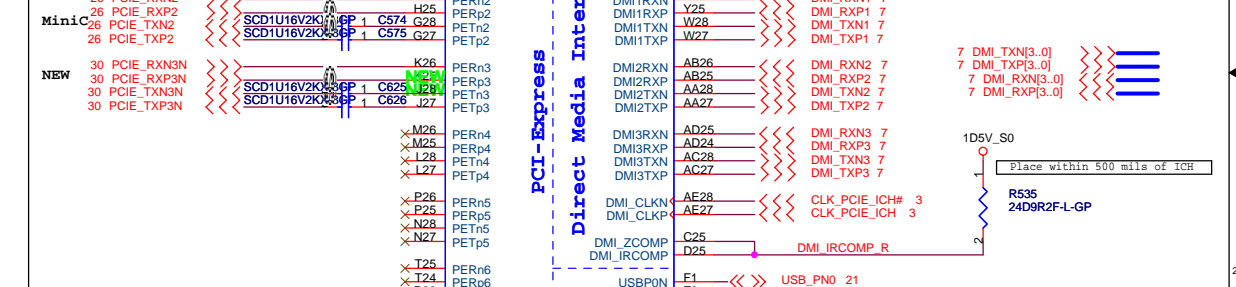 H25 PERp2 DMI1RXP Y25 DMI_RXP1 7
MiniC 26 PCIE_RXP2
26 PCIE_TXN2 SCD1U16V2KX-3GP 1 C574 G28 PETn2 DMI1TXN W28 DMI_TXN1 7
26 PCIE_TXP2 SCD1U16V2KX-3GP 1 C575 G27 PETp2 DMI1TXP W27 DMI_TXP1 7
7 DMI_TXN[3..0]
30 PCIE_RXN3N K26 PERn3 DMI2RXN AB26 DMI_RXN2 7
7 DMI_TXP[3..0]
NEW 30 PCIE_RXP3N PERp3 DMI2RXP AB25 DMI_RXP2 7
7 DMI_RXN[3..0]
30 PCIE_TXN3N SCD1U16V2KX-3GP 1 C625 NEW J28 PETn3 DMI2TXN AA28 DMI_TXN2 7
7 DMI_RXP[3..0]
30 PCIE_TXP3N SCD1U16V2KX-3GP 1 C626 J27 PETp3 DMI2TXP AA27 DMI_TXP2 7
PCI-Express
Direct Media Inter
M26 PERn4 DMI3RXN AD25 DMI_RXN3 7
M25 PERp4 DMI3RXP AD24 DMI_RXP3 7
L28 PETn4 DMI3TXN AC28 DMI_TXN3 7
L27 PETp4 DMI3TXP AC27 DMI_TXP3 7
1D5V_S0
Place within 500 mils of ICH
1
R535
24D9R2F-L-GP
2
P26 PERn5 DMI_CLKN AE28 CLK_PCIE_ICH# 3
P25 PERp5 DMI_CLKP AE27 CLK_PCIE_ICH 3
N28 PETn5
N27 PETp5 DMI_ZCOMP C25
DMI_IRCOMP D25 DMI_IRCOMP_R
T25 PERn6
T24 PERp6 USBP0N F1 USB_PN0 21